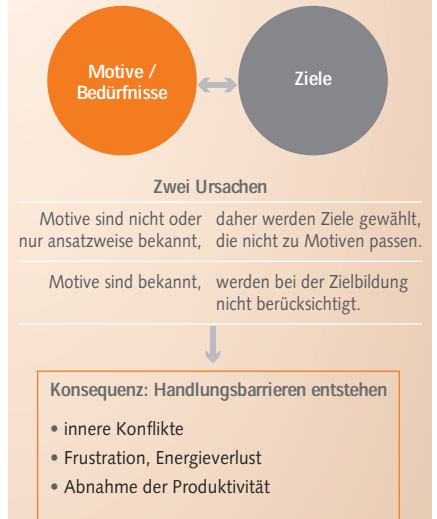 Motive /
Bedürfnisse
Ziele
Zwei Ursachen
Motive sind nicht oder
nur ansatzweise bekannt,
daher werden Ziele gewählt,
die nicht zu Motiven passen.
Motive sind bekannt,
werden bei der Zielbildung
nicht berücksichtigt.
Konsequenz: Handlungsbarrieren entstehen
• innere Konflikte
• Frustration, Energieverlust
• Abnahme der Produktivität